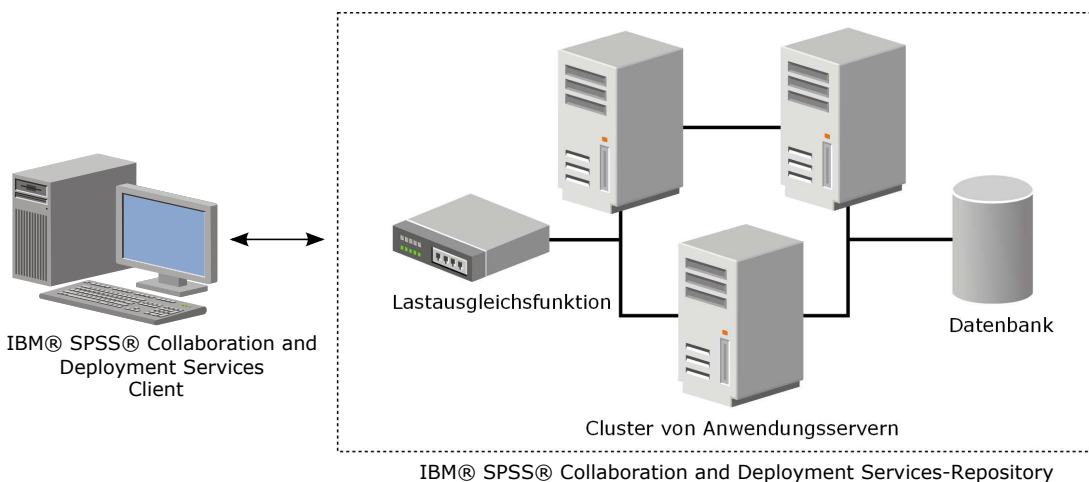 IBM® SPSS® Collaboration and
Deployment Services
Client
Lastausgleichsfunktion
Datenbank
Cluster von Anwendungsservern
IBM® SPSS® Collaboration and Deployment Services-Repository